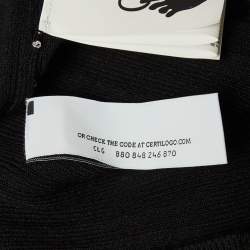 OR CHECK THE CODE AT CERTILOGO.COM
CLG 880 848 246 870